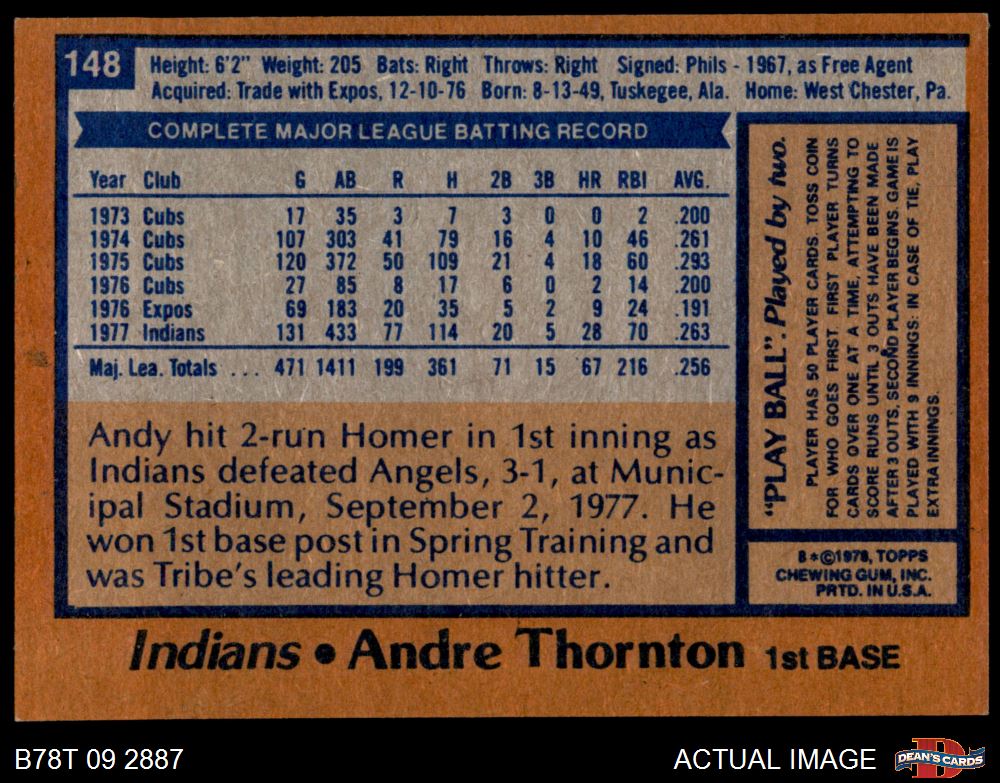 148
Height: 6'2" Weight: 205 Bats: Right Throws: Right Signed: Phils - 1967, as Free Agent
Acquired: Trade with Expos, 12-10-76 Born: 8-13-49, Tuskegee, Ala. Home: West Chester, Pa.
COMPLETE MAJOR LEAGUE BATTING RECORD
Year Club G AB R H 2B 3B HR RBI AVG.
1973 Cubs 17 35 3 7 3 0 0 2 .200
1974 Cubs 107 303 41 79 16 4 10 46 .261
1975 Cubs 120 372 50 109 21 4 18 60 .293
1976 Cubs 27 85 8 17 6 0 2 14 .200
1976 Expos 69 183 20 35 5 2 9 24 .191
1977 Indians 131 433 77 114 20 5 28 70 .263
Maj. Lea. Totals ... 471 1411 199 361 71 15 67 216 .256
Andy hit 2-run Homer in 1st inning as
Indians defeated Angels, 3-1, at Munic-
ipal Stadium, September 2, 1977. He
won 1st base post in Spring Training and
was Tribe's leading Homer hitter.
"PLAY BALL". Played by two.
PLAYER HAS 50 PLAYER CARDS. TOSS COIN
FOR WHO GOES FIRST. FIRST PLAYER TURNS
CARDS OVER ONE AT A TIME, ATTEMPTING TO
SCORE RUNS UNTIL 3 OUTS HAVE BEEN MADE.
AFTER 3 OUTS, SECOND PLAYER BEGINS. GAME IS
PLAYED WITH 9 INNINGS: IN CASE OF TIE, PLAY
EXTRA INNINGS.
8*©1978, TOPPS
CHEWING GUM, INC.
PRTD. IN U.S.A.
Indians • Andre Thornton 1st BASE
B78T 09 2887
ACTUAL IMAGE
D
DEAN'S CARDS